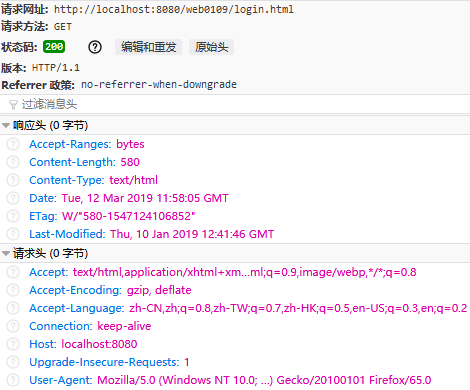 请求网址: http://localhost:8080/web0109/login.html
请求方法: GET
状态码: 200 ? 编辑和重发 原始头
版本: HTTP/1.1
Referrer 政策: no-referrer-when-downgrade
过滤消息头
响应头 (0 字节)
? Accept-Ranges: bytes
? Content-Length: 580
? Content-Type: text/html
? Date: Tue, 12 Mar 2019 11:58:05 GMT
? ETag: W/"580-1547124106852"
? Last-Modified: Thu, 10 Jan 2019 12:41:46 GMT
请求头 (0 字节)
? Accept: text/html,application/xhtml+xm...ml;q=0.9,image/webp,*/*;q=0.8
? Accept-Encoding: gzip, deflate
? Accept-Language: zh-CN,zh;q=0.8,zh-TW;q=0.7,zh-HK;q=0.5,en-US;q=0.3,en;q=0.2
? Connection: keep-alive
? Host: localhost:8080
? Upgrade-Insecure-Requests: 1
? User-Agent: Mozilla/5.0 (Windows NT 10.0; ...) Gecko/20100101 Firefox/65.0